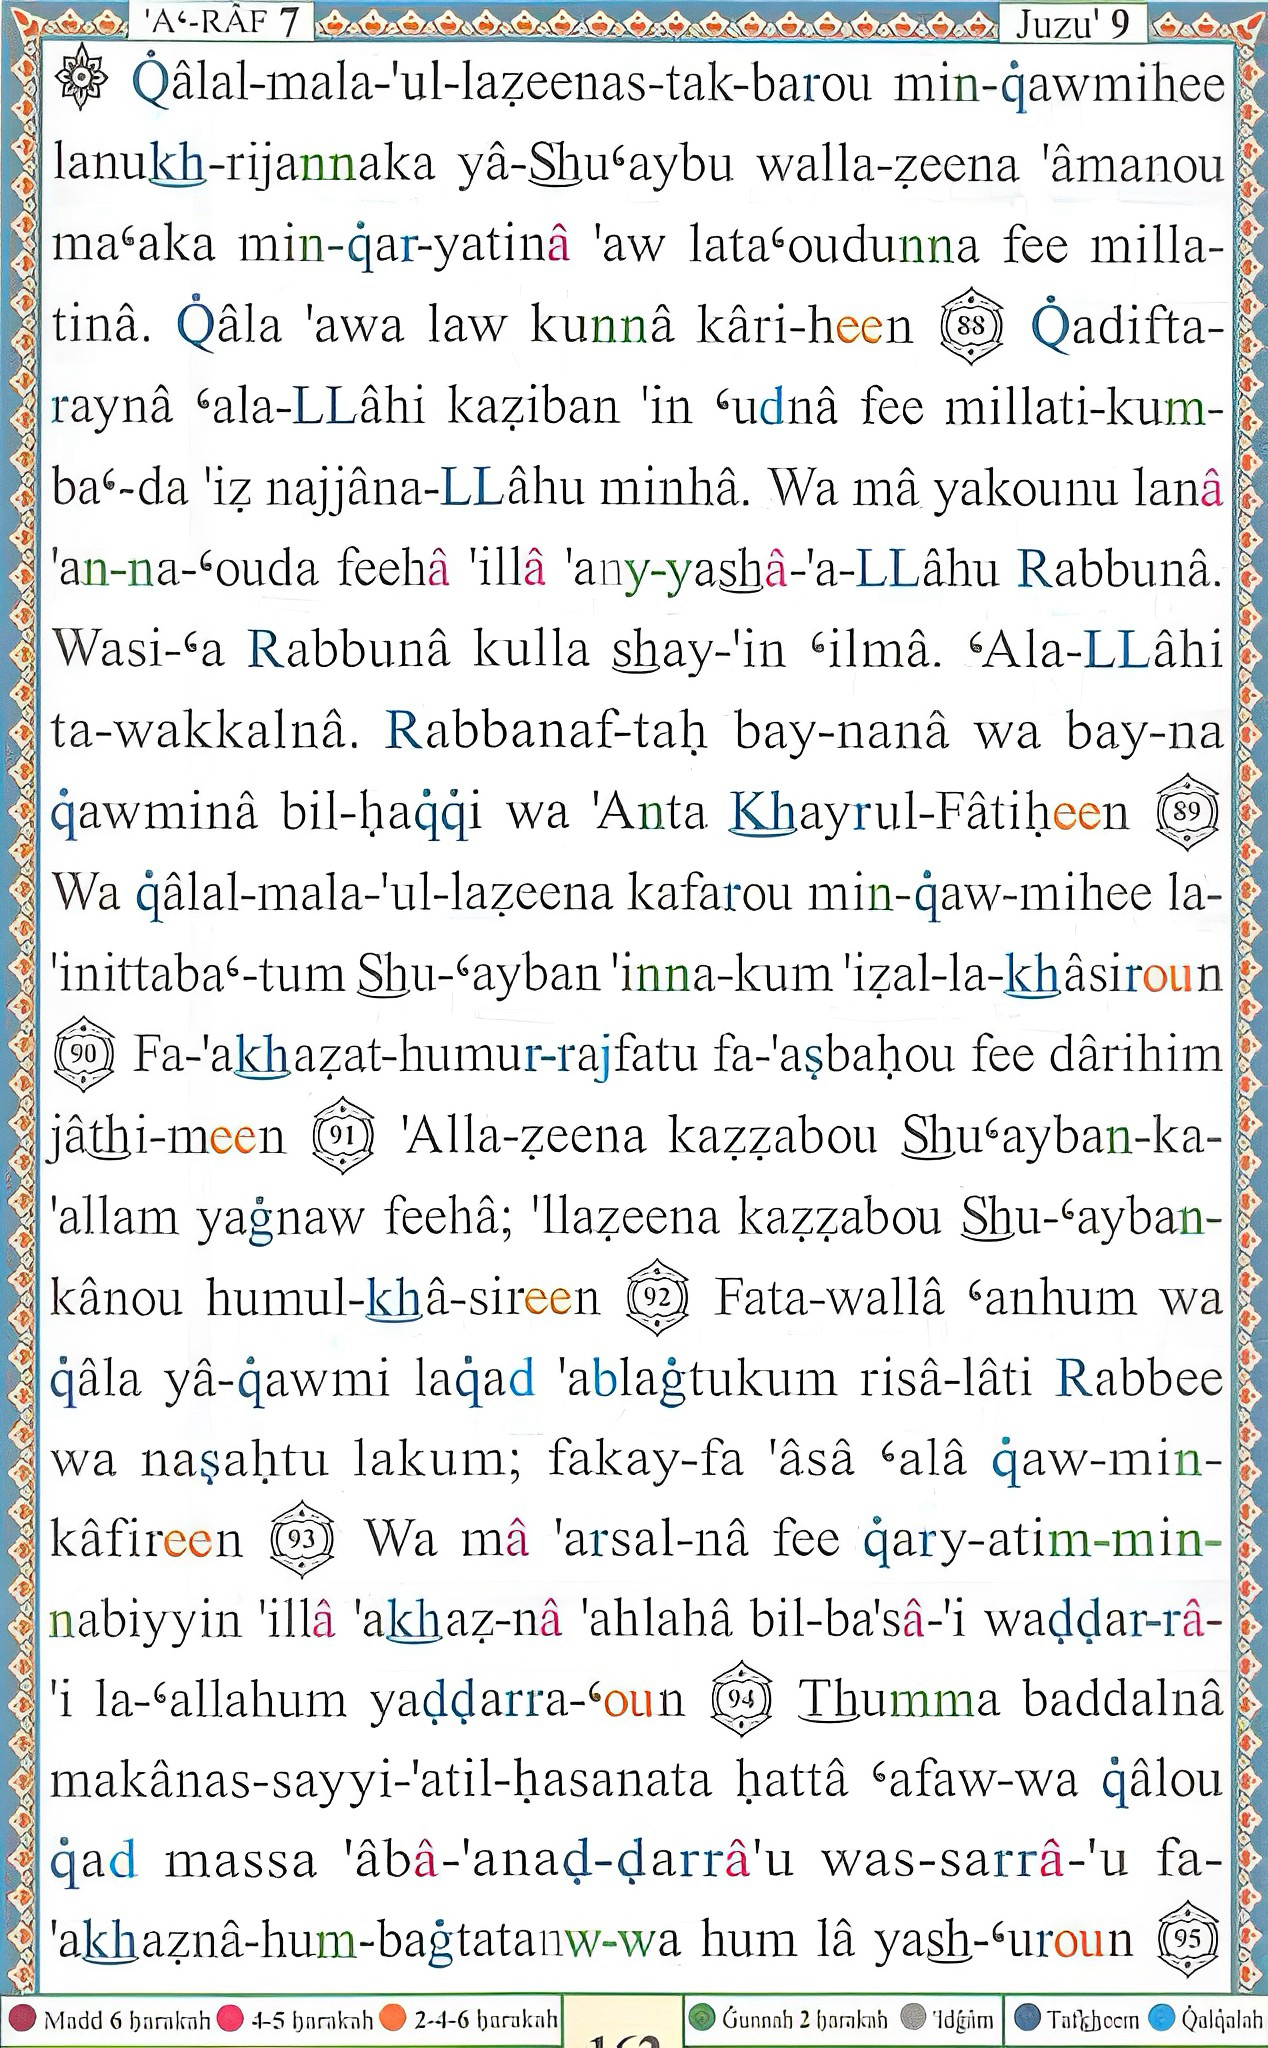 'A‘-RÂF 7
Juzu' 9
Q̇âlal-mala-'ul-laẓeenas-tak-barou min-q̇awmihee
lanukh-rijannaka yâ-Shu‘aybu walla-ẓeena 'âmanou
ma‘aka min-q̇ar-yatinâ 'aw lata‘oudunna fee milla-
tinâ. Q̇âla 'awa law kunnâ kâri-heen 88 Q̇adifta-
raynâ ‘ala-LLâhi kaẓiban 'in ‘udnâ fee millati-kum-
ba‘-da 'iẓ najjâna-LLâhu minhâ. Wa mâ yakounu lanâ
'an-na-‘ouda feehâ 'illâ 'any-yashâ-'a-LLâhu Rabbunâ.
Wasi-‘a Rabbunâ kulla shay-'in ‘ilmâ. ‘Ala-LLâhi
ta-wakkalnâ. Rabbanaf-taḥ bay-nanâ wa bay-na
q̇awminâ bil-ḥaq̇q̇i wa 'Anta Khayrul-Fâtiḥeen 89
Wa q̇âlal-mala-'ul-laẓeena kafarou min-q̇aw-mihee la-
'inittaba‘-tum Shu-‘ayban 'inna-kum 'iẓal-la-khâsiroun
90 Fa-'akhaẓat-humur-rajfatu fa-'aṣbaḥou fee dârihim
jâthi-meen 91 'Alla-ẓeena kaẓẓabou Shu‘ayban-ka-
'allam yaġnaw feehâ; 'llaẓeena kaẓẓabou Shu-‘ayban-
kânou humul-khâ-sireen 92 Fata-wallâ ‘anhum wa
q̇âla yâ-q̇awmi laq̇ad 'ablaġtukum risâ-lâti Rabbee
wa naṣaḥtu lakum; fakay-fa 'âsâ ‘alâ q̇aw-min-
kâfireen 93 Wa mâ 'arsal-nâ fee q̇ary-atim-min-
nabiyyin 'illâ 'akhaẓ-nâ 'ahlahâ bil-ba'sâ-'i waḍḍar-râ-
'i la-‘allahum yaḍḍarra-‘oun 94 Thumma baddalnâ
makânas-sayyi-'atil-ḥasanata ḥattâ ‘afaw-wa q̇âlou
q̇ad massa 'âbâ-'anaḍ-ḍarrâ'u was-sarrâ-'u fa-
'akhaẓnâ-hum-baġtatanw-wa hum lâ yash-‘uroun 95
Madd 6 ḥarakah 4-5 ḥarakah 2-4-6 ḥarakah
Ġunnah 2 ḥarakah 'Idġâm Tafkheem Q̇alq̇alah